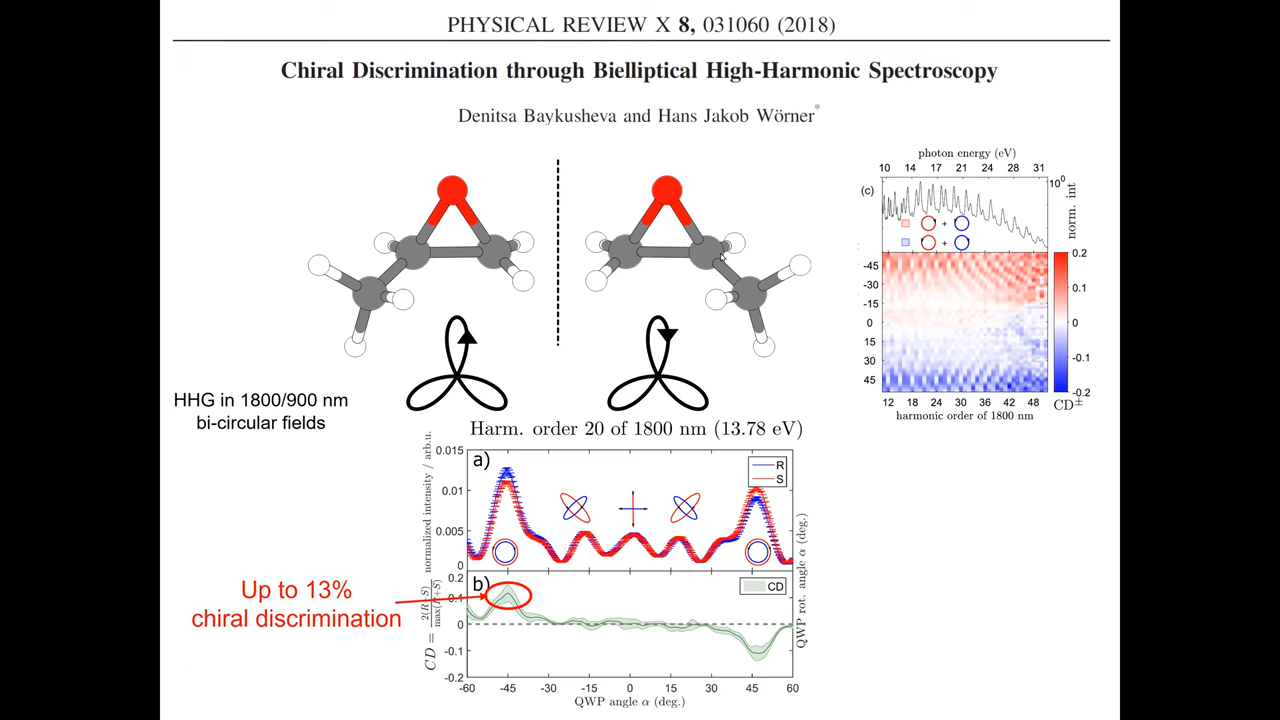 PHYSICAL REVIEW X 8, 031060 (2018)
Chiral Discrimination through Bielliptical High-Harmonic Spectroscopy
Denitsa Baykusheva and Hans Jakob Wörner*
photon energy (eV)
10 13 14 17 21 24 28 31
(c)
10⁰
norm. int
+
+
-45
-30
-15
0
15
30
45
0.2
0.1
0
-0.1
-0.2
12 18 24 30 36 42 48
CD±
harmonic order of 1800 nm
QWP rot. angle α (deg.)
HHG in 1800/900 nm
bi-circular fields
Harm. order 20 of 1800 nm (13.78 eV)
a)
R
S
0.015
0.01
0.005
0
normalized intensity / arb.u.
Up to 13%
chiral discrimination
b)
CD
0.2
0.1
0
-0.1
-0.2
-60 -45 -30 -15 0 15 30 45 60
QWP angle α (deg.)